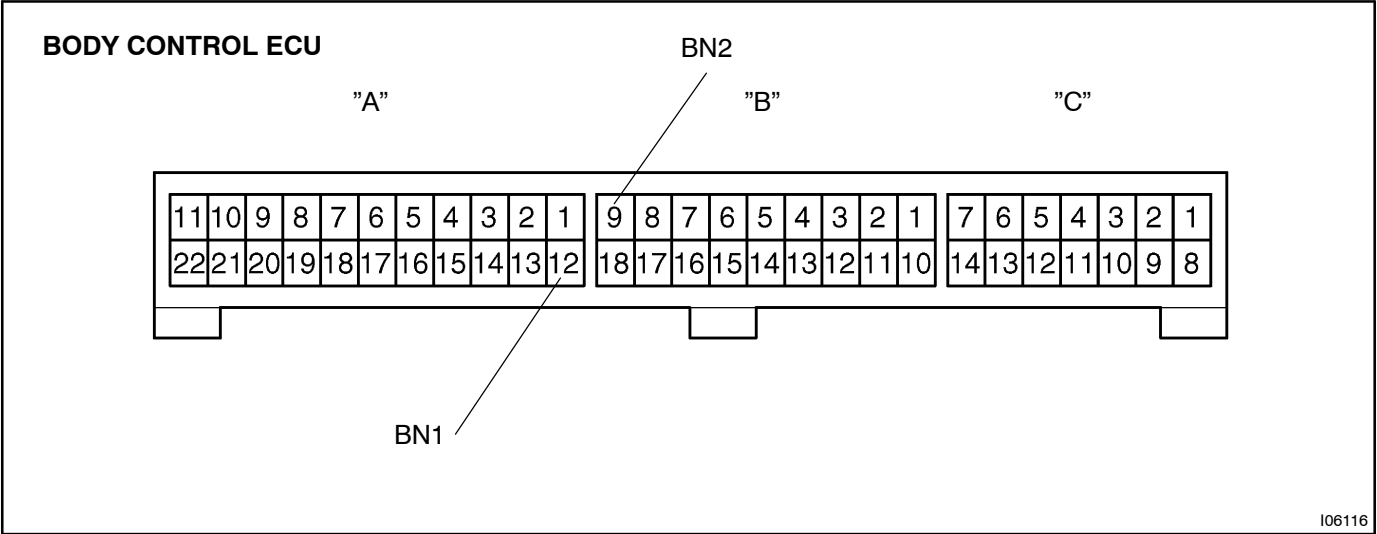 BODY CONTROL ECU
BN2
”A” ”B” ”C”
11 10 9 8 7 6 5 4 3 2 1 9 8 7 6 5 4 3 2 1 7 6 5 4 3 2 1
22 21 20 19 18 17 16 15 14 13 12 18 17 16 15 14 13 12 11 10 14 13 12 11 10 9 8
BN1
I06116